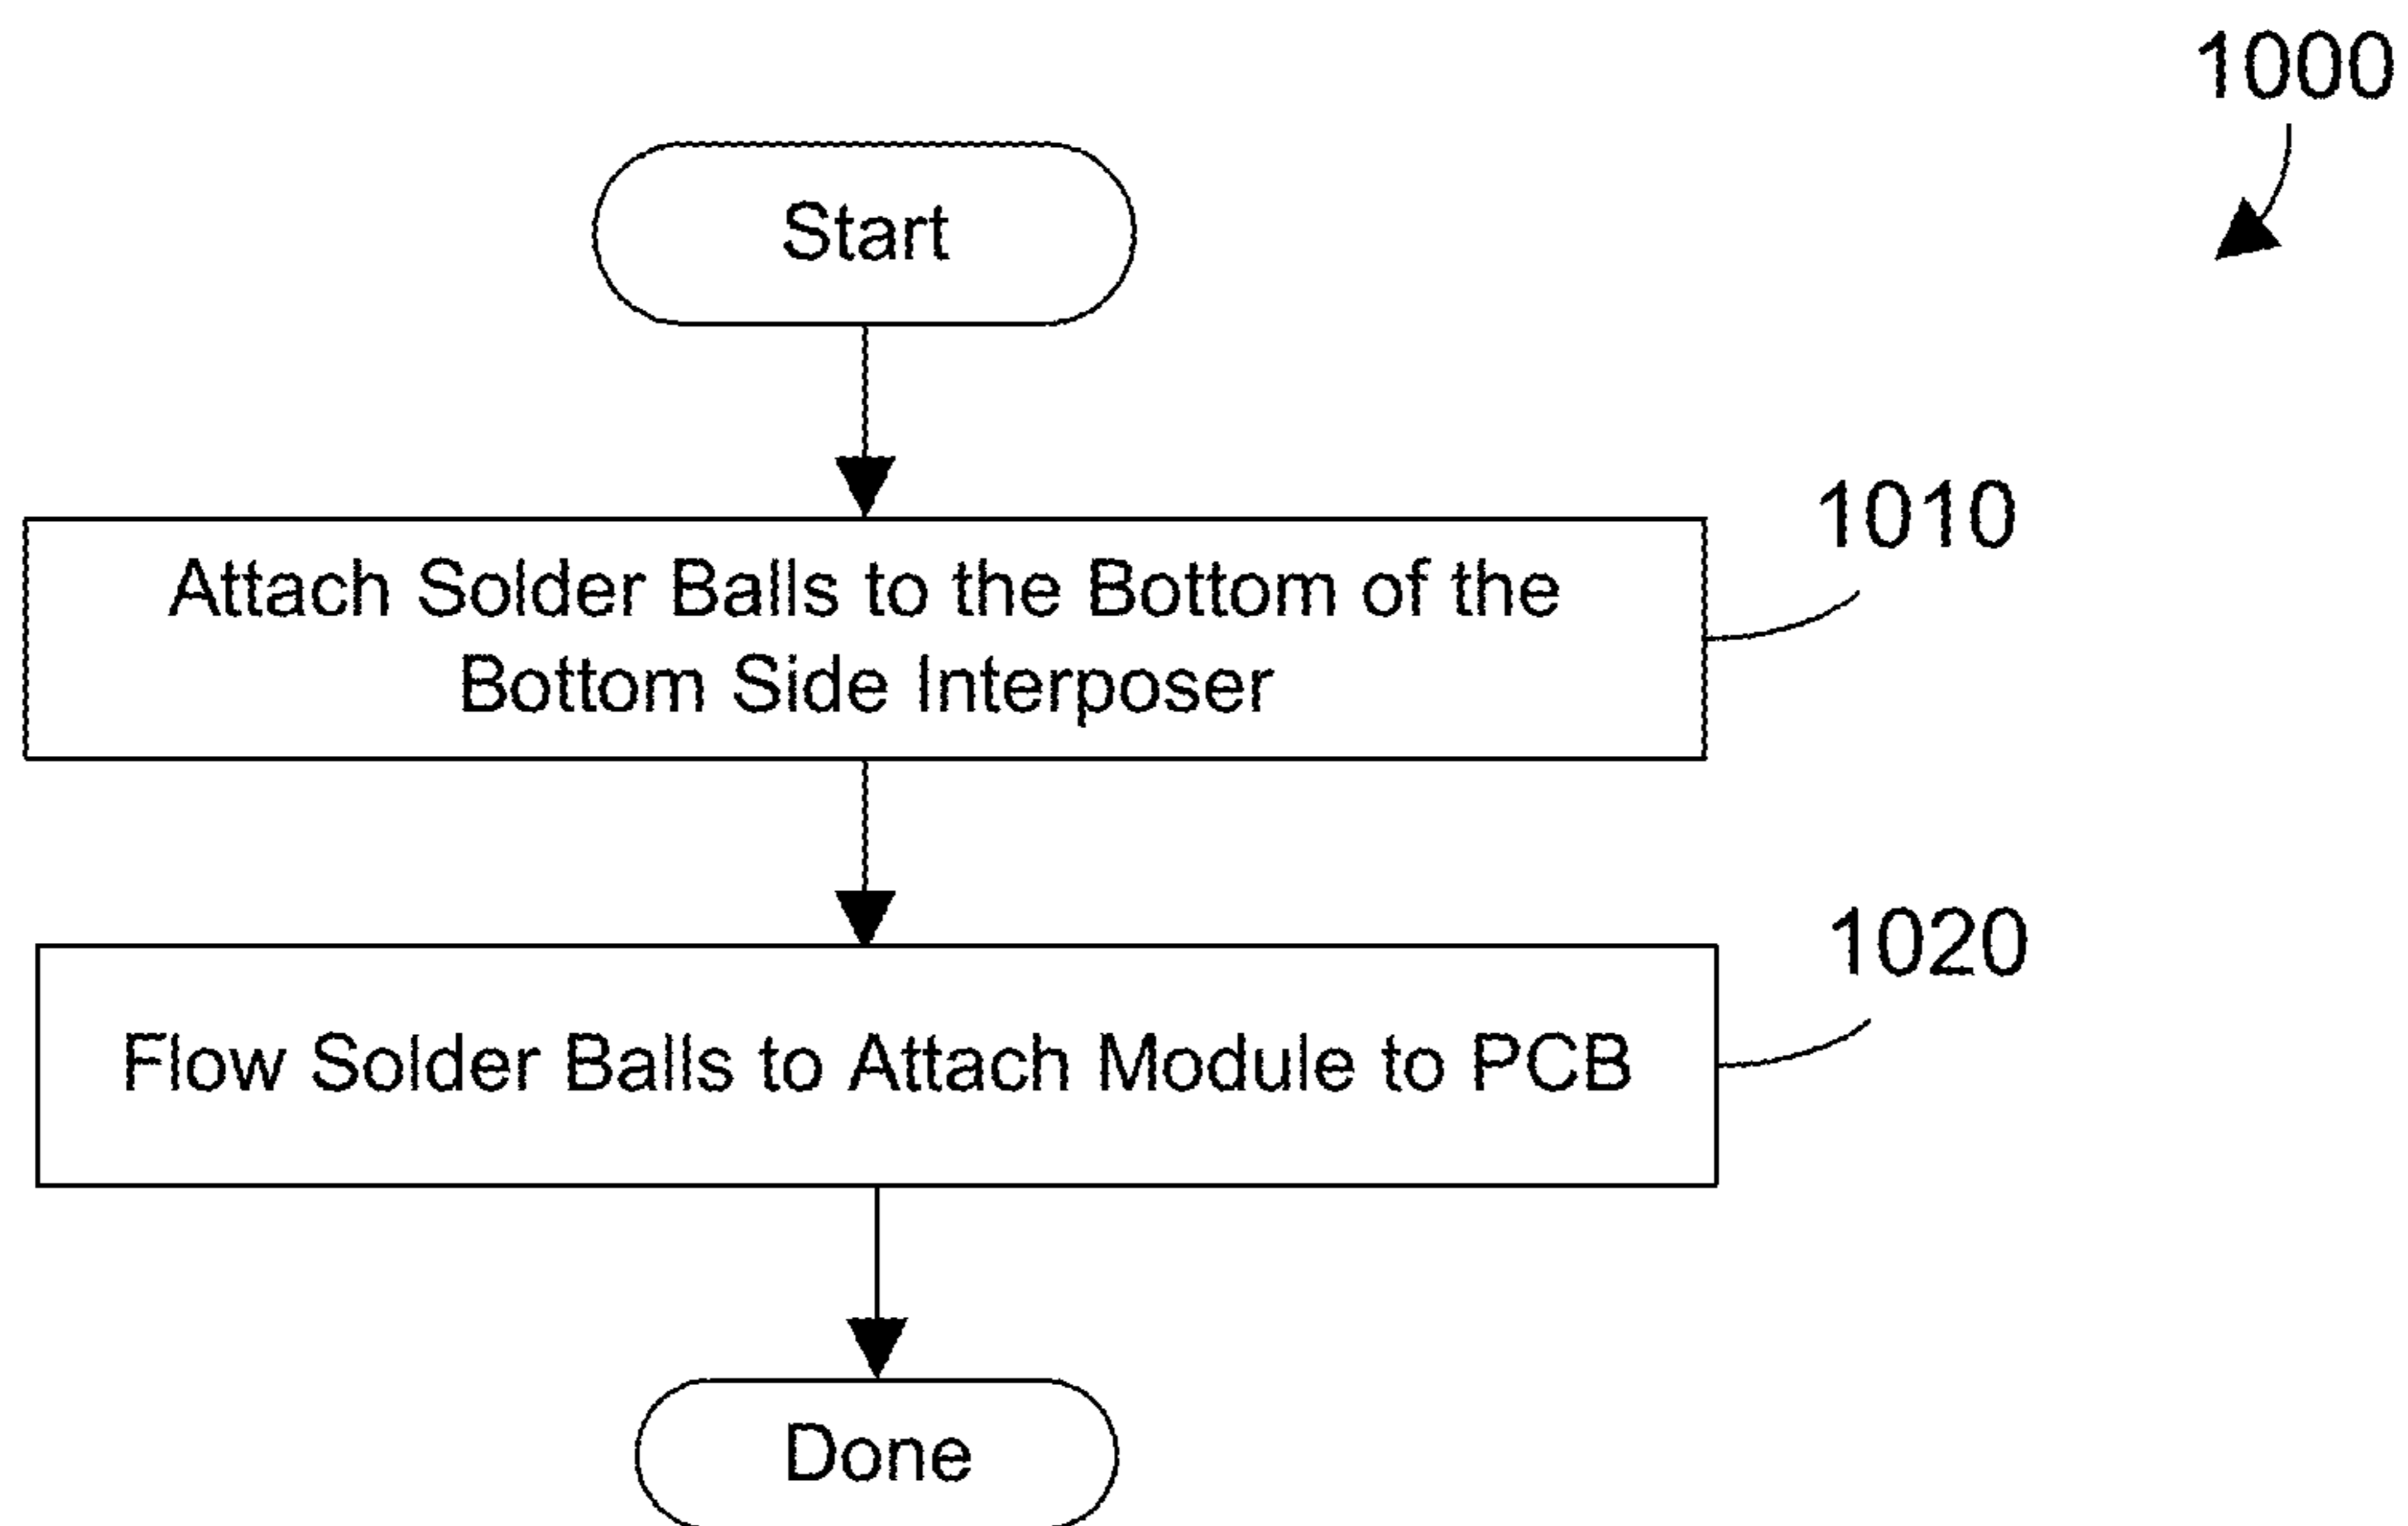 1000
Start
1010
Attach Solder Balls to the Bottom of the
Bottom Side Interposer
1020
Flow Solder Balls to Attach Module to PCB
Done